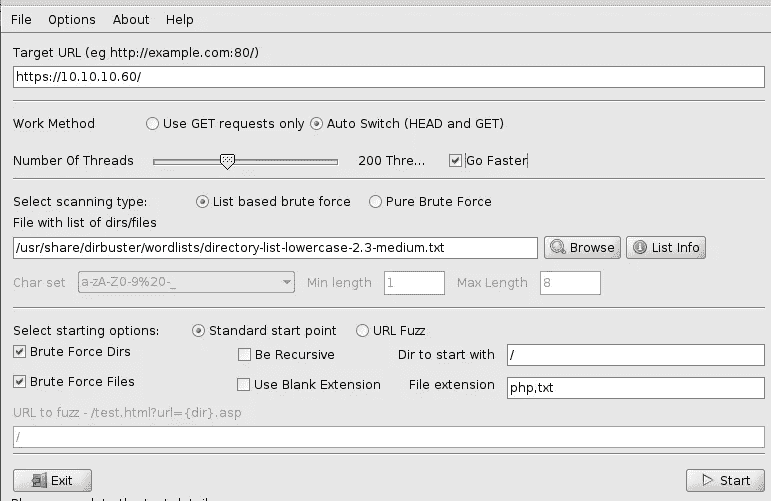 File Options About Help
Target URL (eg http://example.com:80/)
https://10.10.10.60/
Work Method Use GET requests only Auto Switch (HEAD and GET)
Number Of Threads 200 Thre... Go Faster
Select scanning type: List based brute force Pure Brute Force
File with list of dirs/files
/usr/share/dirbuster/wordlists/directory-list-lowercase-2.3-medium.txt Browse List Info
Char set a-zA-Z0-9%20-_ Min length 1 Max Length 8
Select starting options: Standard start point URL Fuzz
Brute Force Dirs Be Recursive Dir to start with /
Brute Force Files Use Blank Extension File extension php,txt
URL to fuzz - /test.html?url={dir}.asp
/
Exit Start